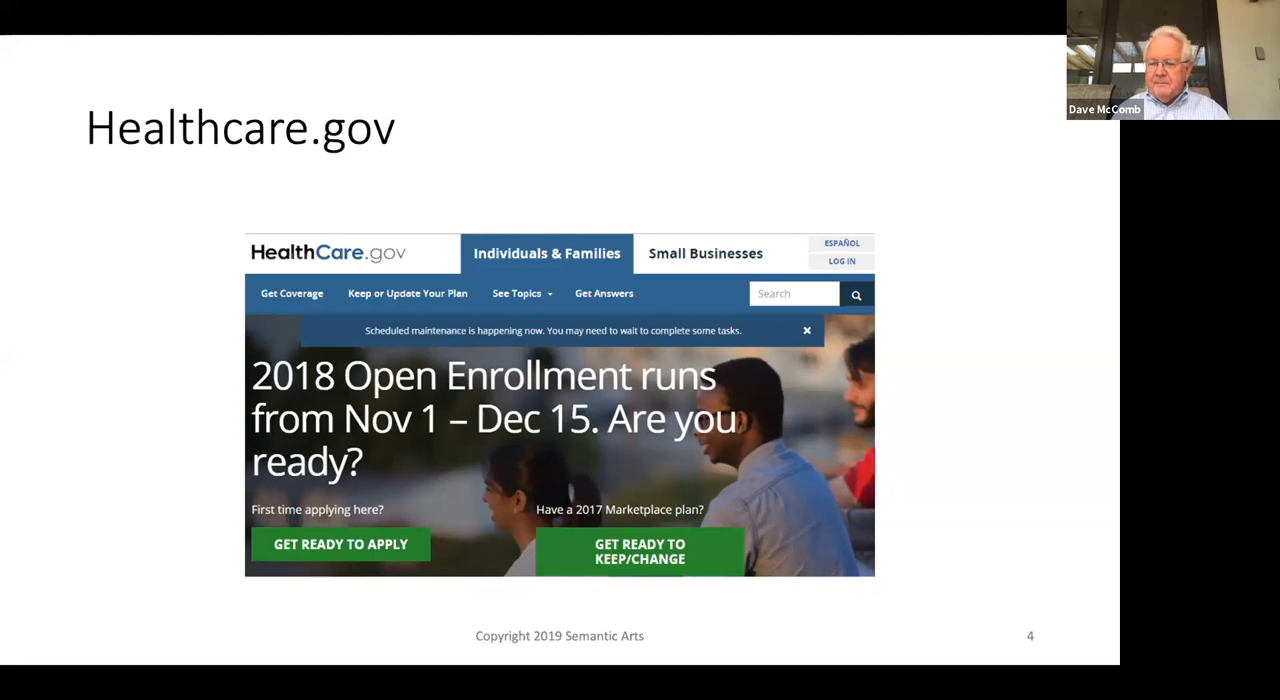 Dave McComb
Healthcare.gov
HealthCare.gov
Individuals & Families
Small Businesses
ESPAÑOL
LOG IN
Get Coverage
Keep or Update Your Plan
See Topics
Get Answers
Search
Scheduled maintenance is happening now. You may need to wait to complete some tasks.
2018 Open Enrollment runs
from Nov 1 – Dec 15. Are you
ready?
First time applying here?
GET READY TO APPLY
Have a 2017 Marketplace plan?
GET READY TO
KEEP/CHANGE
Copyright 2019 Semantic Arts
4